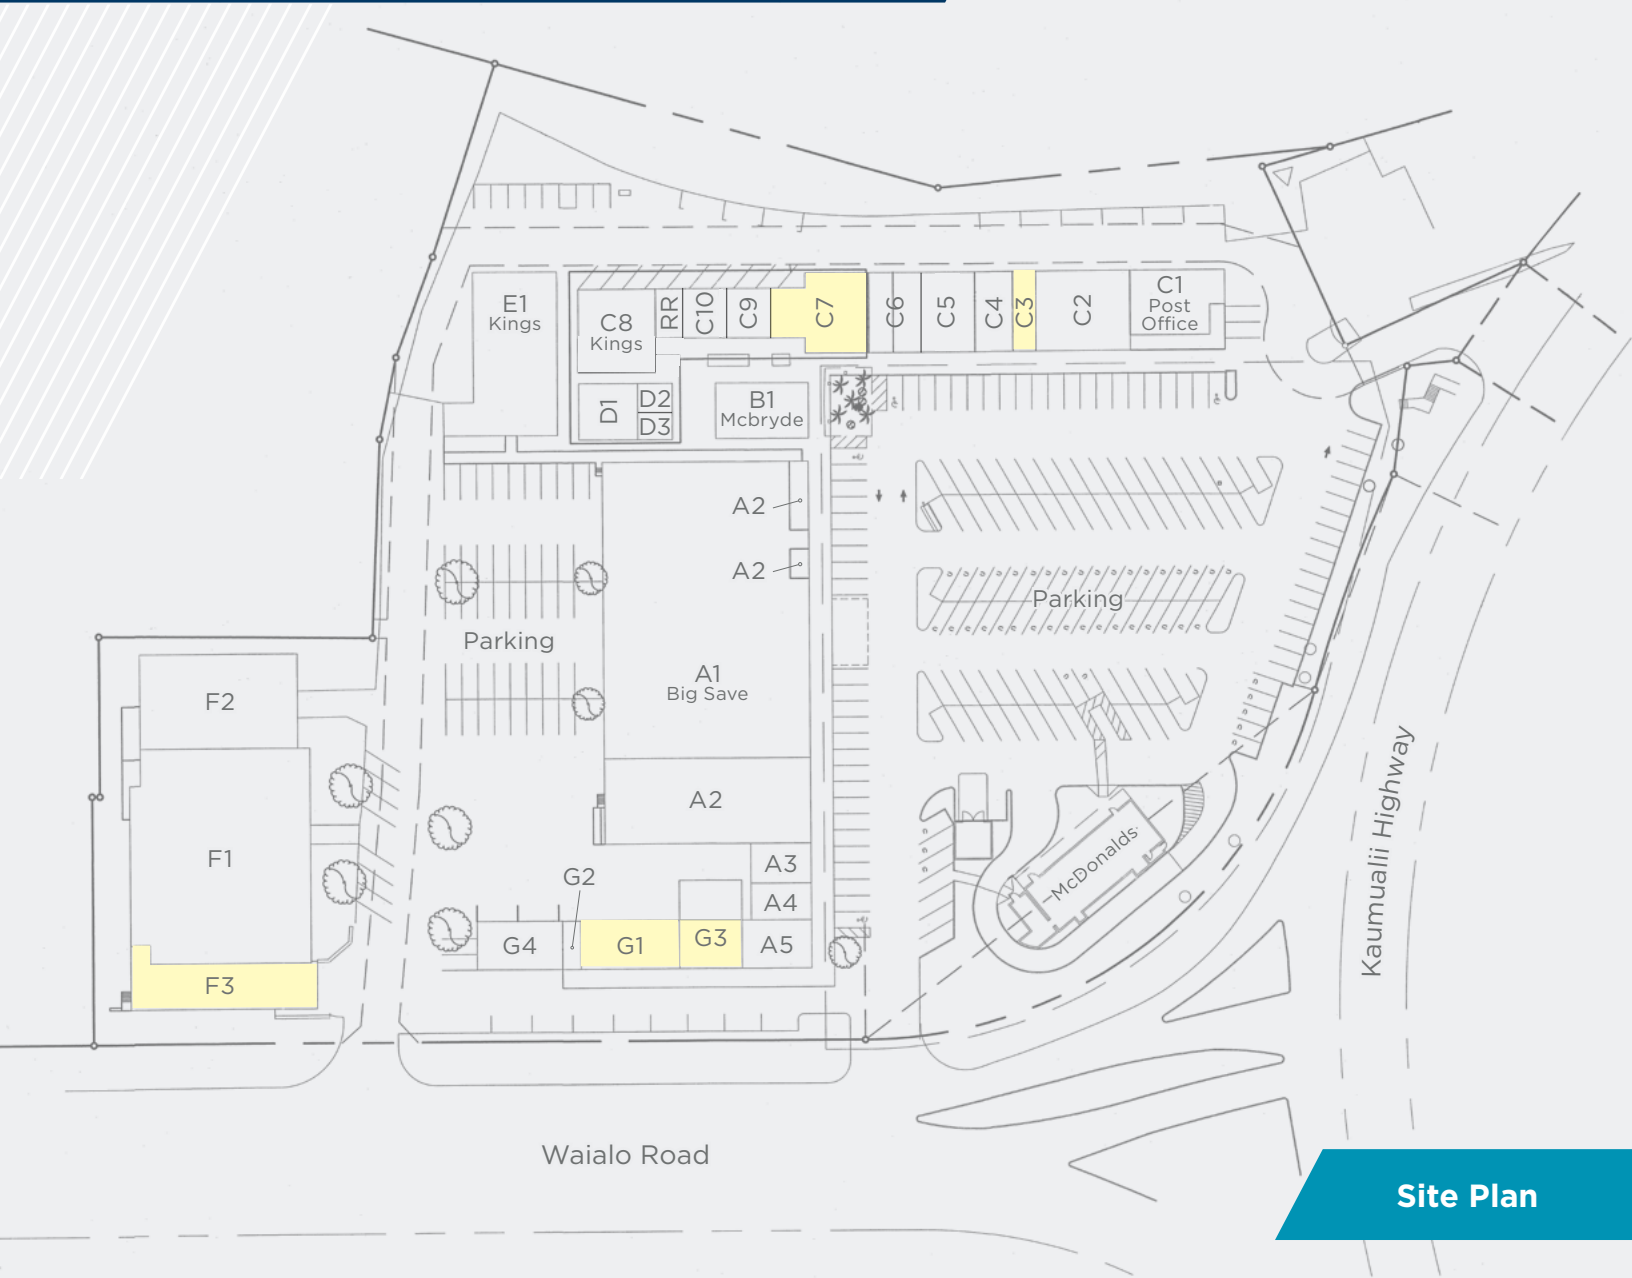 E1
Kings
C8
Kings
RR
C10
C9
C7
C6
C5
C4
C3
C2
C1
Post
Office
D1
D2
D3
B1
Mcbryde
A2
A2
Parking
Parking
A1
Big Save
F2
A2
F1
A3
G2
A4
McDonalds
Kaumualii Highway
G4
G1
G3
A5
F3
Waialo Road
Site Plan